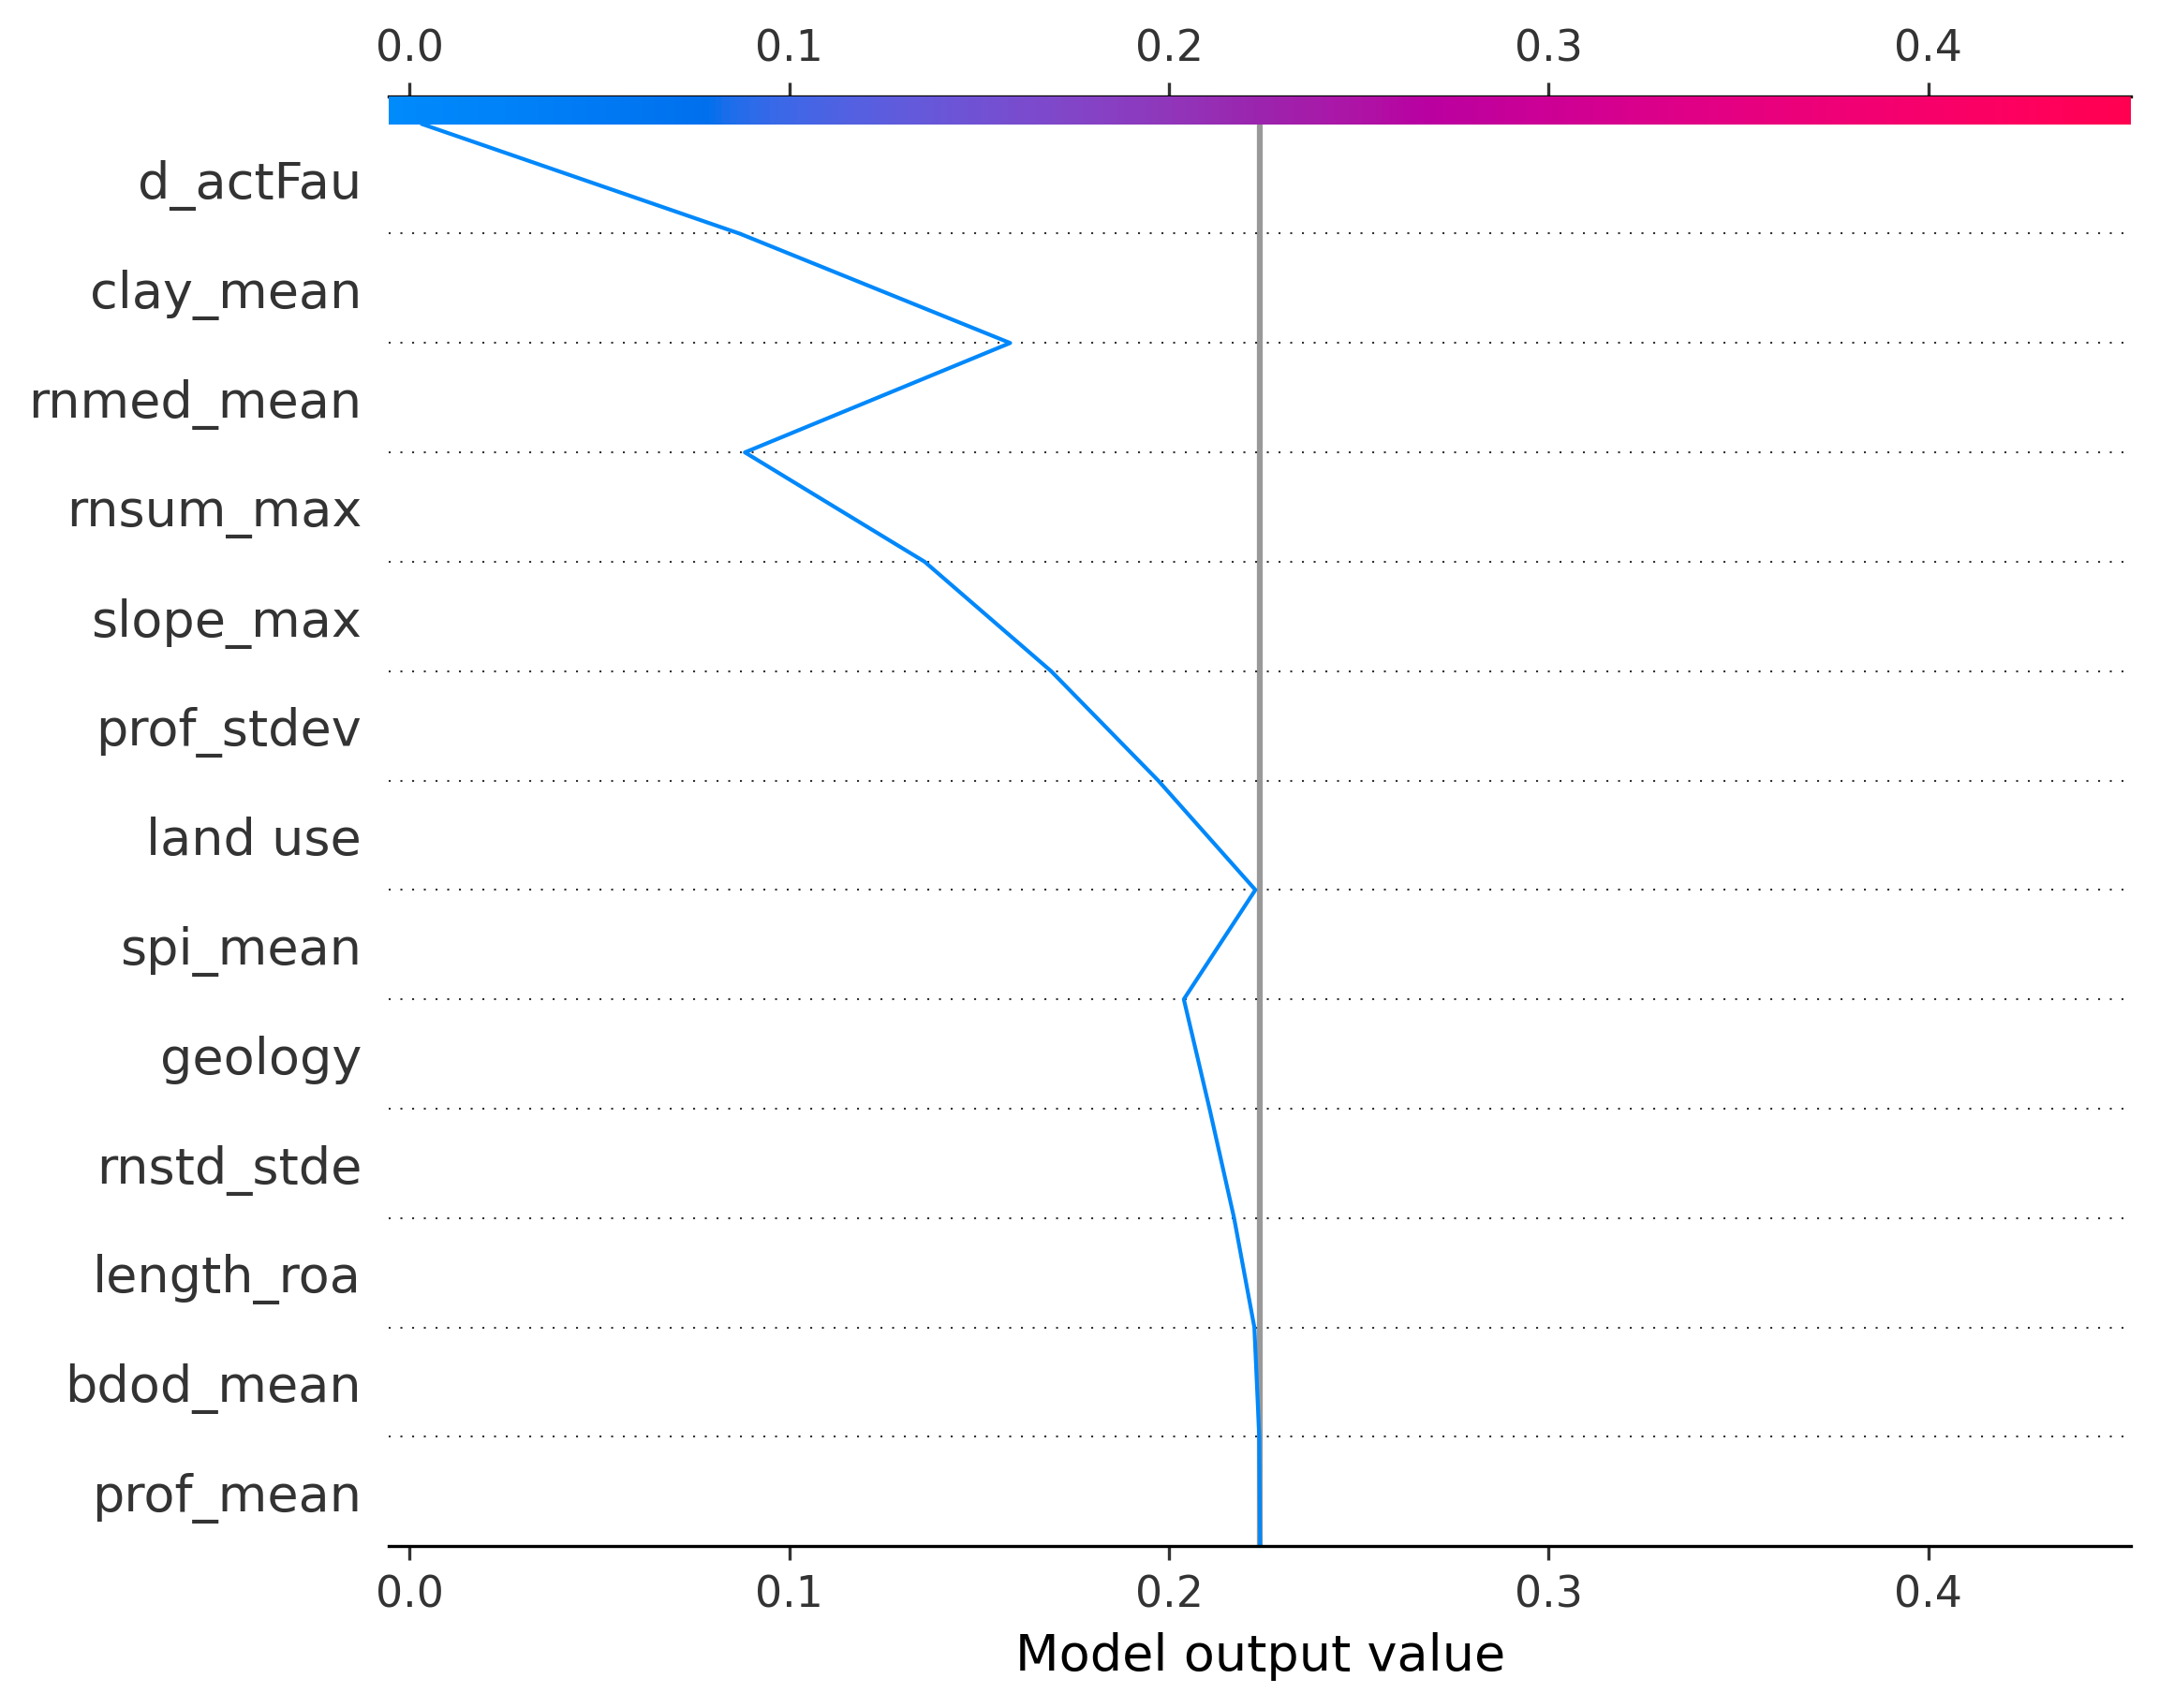 0.0 0.1 0.2 0.3 0.4
d_actFau
clay_mean
rnmed_mean
rnsum_max
slope_max
prof_stdev
land use
spi_mean
geology
rnstd_stde
length_roa
bdod_mean
prof_mean
0.0 0.1 0.2 0.3 0.4
Model output value